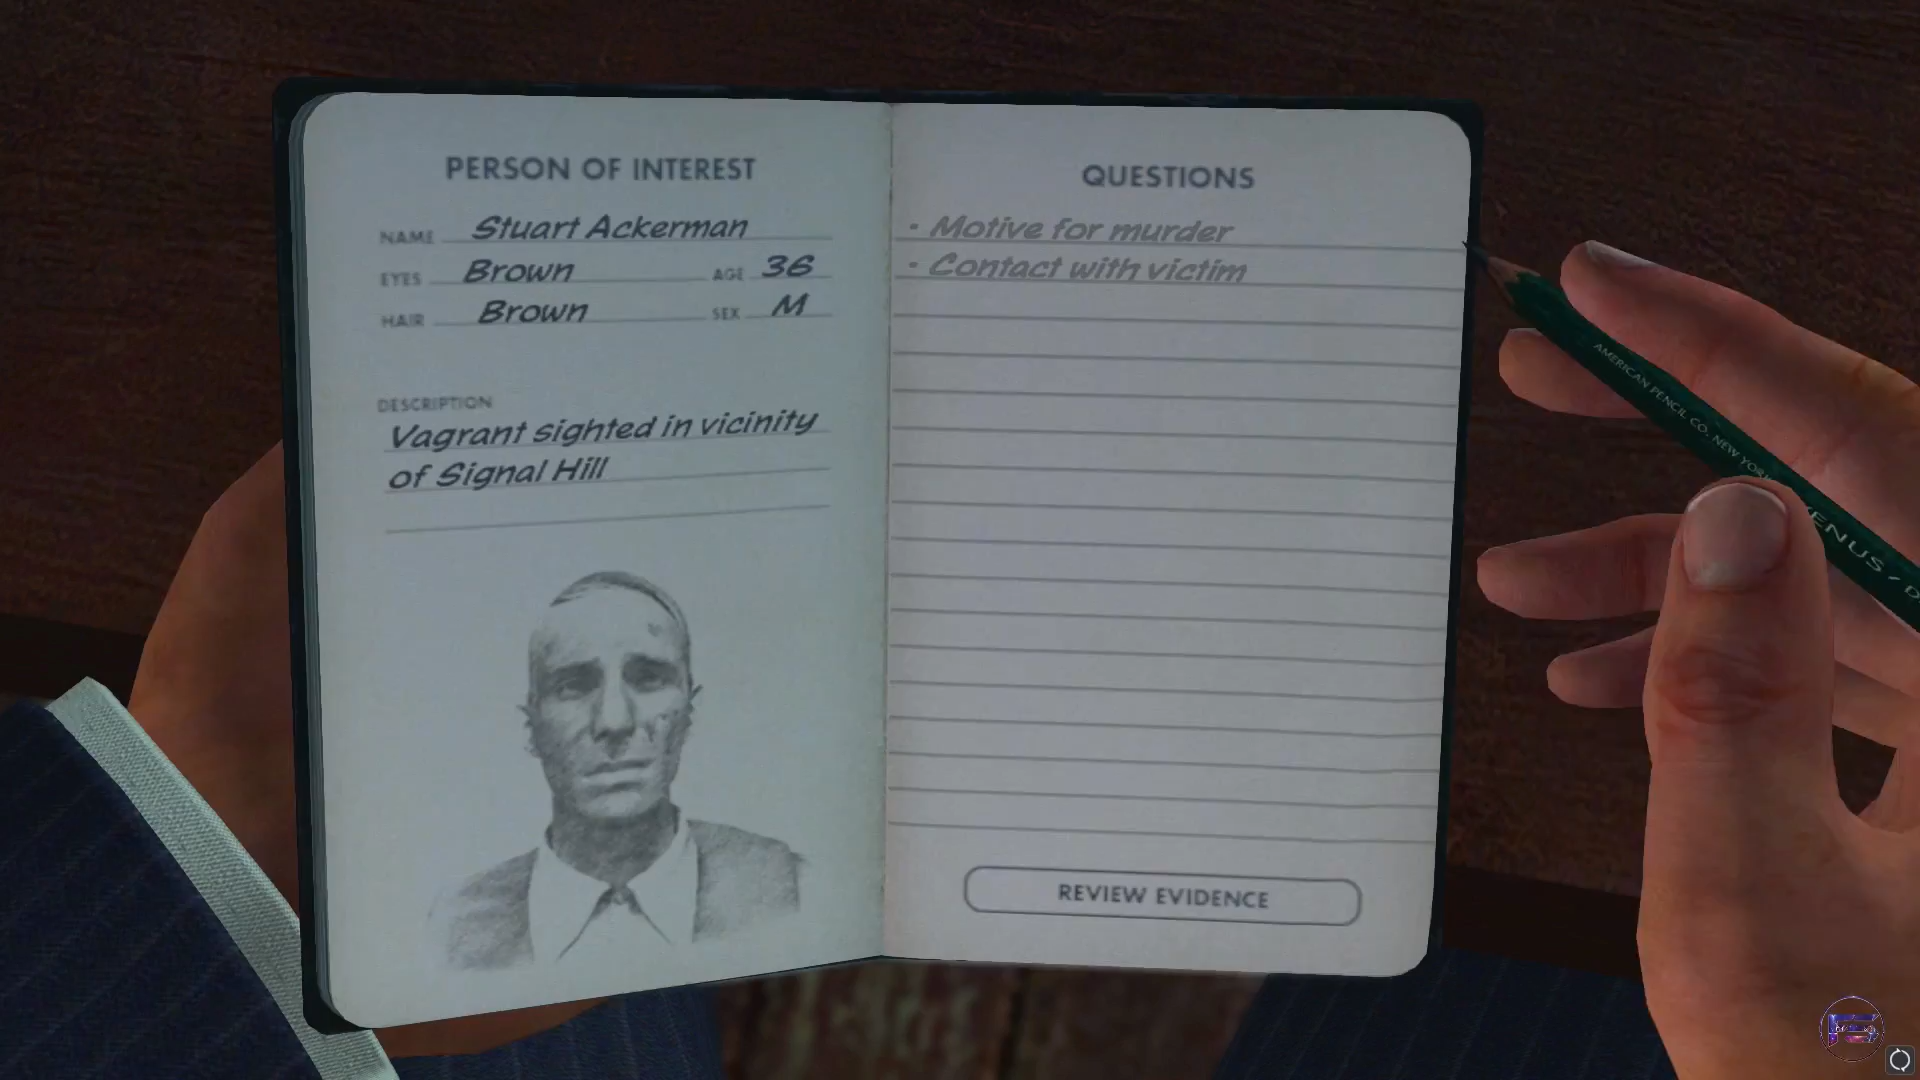 PERSON OF INTEREST
NAME Stuart Ackerman
EYES Brown AGE 36
HAIR Brown SEX M
DESCRIPTION
Vagrant sighted in vicinity
of Signal Hill
QUESTIONS
· Motive for murder
· Contact with victim
REVIEW EVIDENCE
AMERICAN PENCIL CO. NEW YORK
VENUS / D